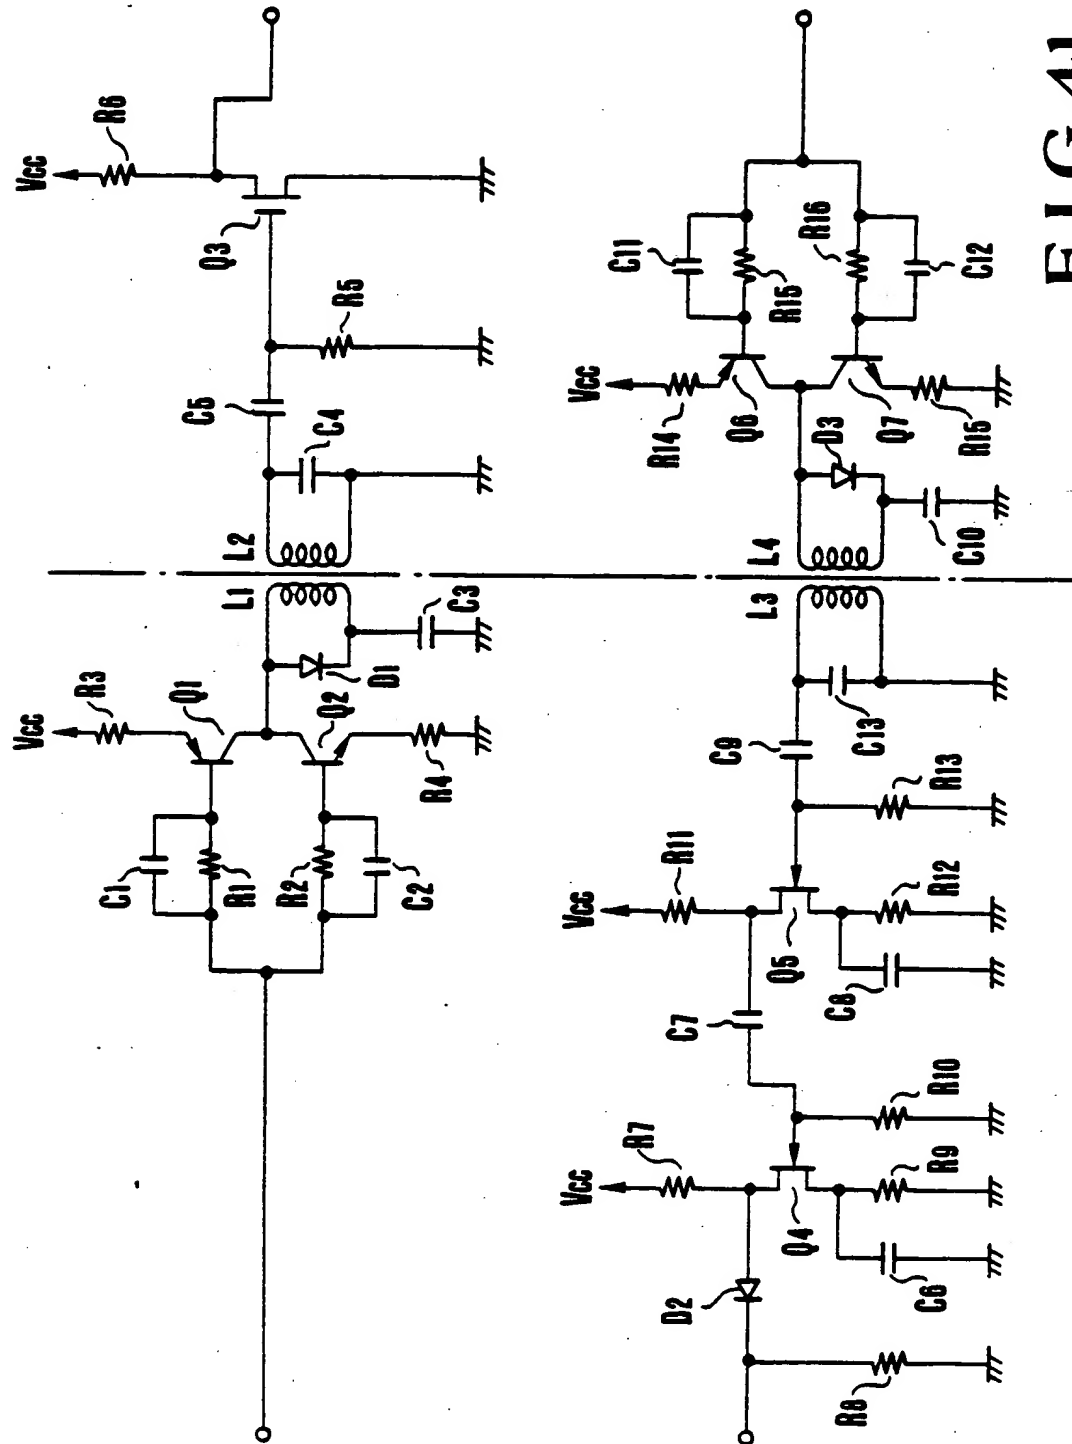 Vcc
R3
Q1
C1
R1
R2
C2
Q2
R4
D1
L1
C3
L2
C4
C5
R5
Q3
Vcc
R6
R8
D2
Vcc
R7
Q4
C6
R9
R10
C7
Vcc
R11
Q5
C8
R12
C9
R13
C13
L3
L4
C10
D3
Vcc
R14
Q6
Q7
R15
C11
R15
R16
C12
FIG.41